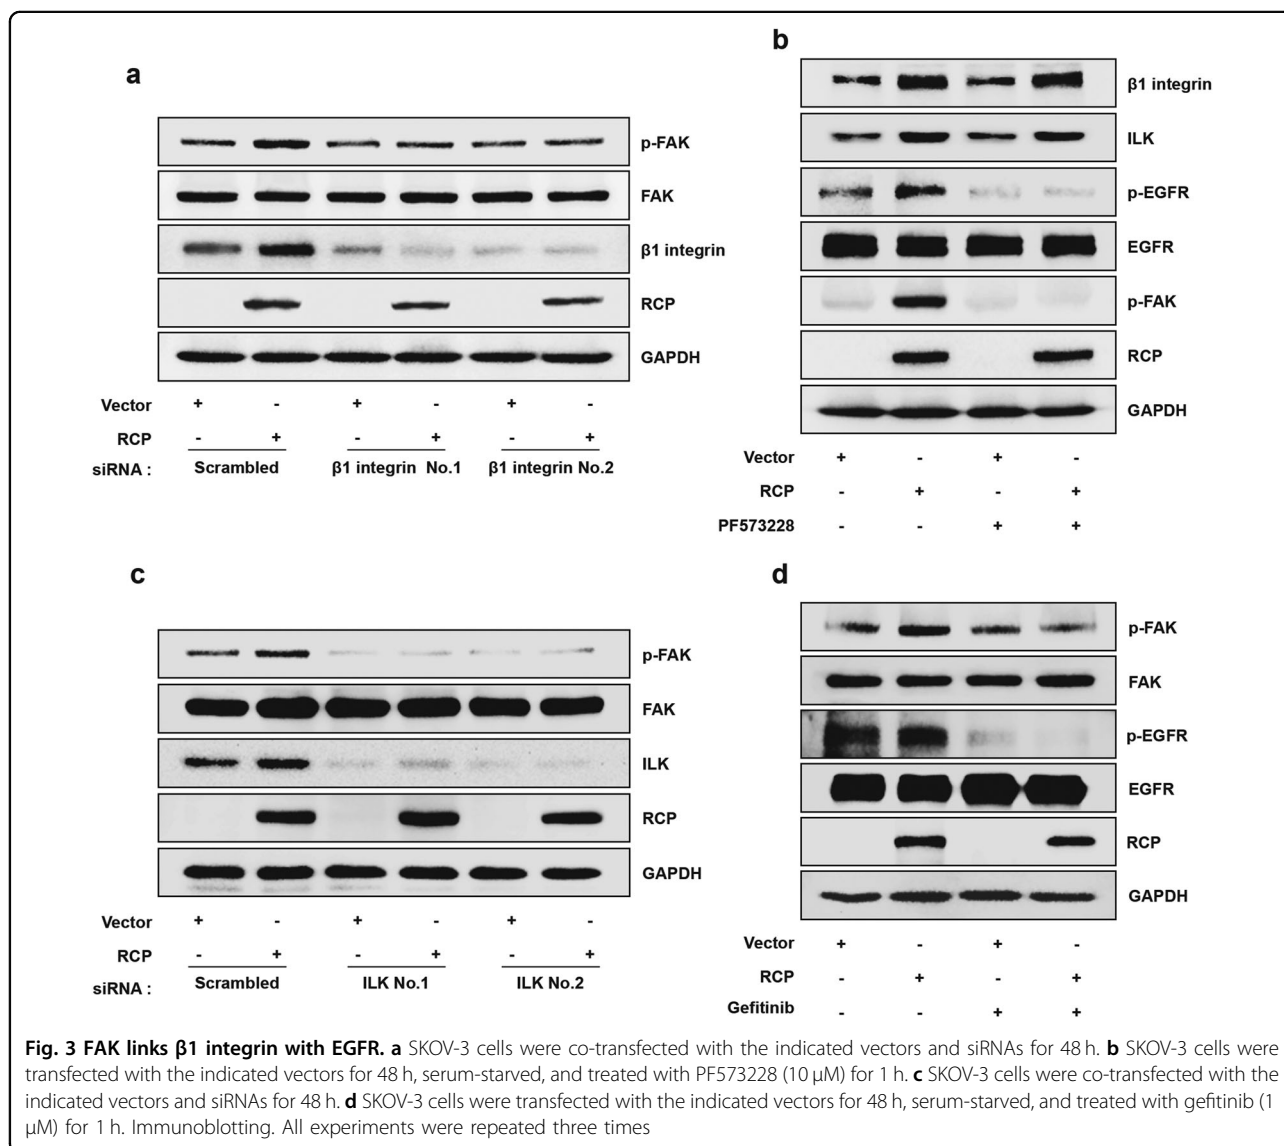 a
p-FAK
FAK
β1 integrin
RCP
GAPDH
Vector + - + - + -
RCP - + - + - +
siRNA : Scrambled β1 integrin No.1 β1 integrin No.2
b
β1 integrin
ILK
p-EGFR
EGFR
p-FAK
RCP
GAPDH
Vector + - + -
RCP - + - +
PF573228 - - + +
c
p-FAK
FAK
ILK
RCP
GAPDH
Vector + - + - + -
RCP - + - + - +
siRNA : Scrambled ILK No.1 ILK No.2
d
p-FAK
FAK
p-EGFR
EGFR
RCP
GAPDH
Vector + - + -
RCP - + - +
Gefitinib - - + +
Fig. 3 FAK links β1 integrin with EGFR. a SKOV-3 cells were co-transfected with the indicated vectors and siRNAs for 48 h. b SKOV-3 cells were
transfected with the indicated vectors for 48 h, serum-starved, and treated with PF573228 (10 μM) for 1 h. c SKOV-3 cells were co-transfected with the
indicated vectors and siRNAs for 48 h. d SKOV-3 cells were transfected with the indicated vectors for 48 h, serum-starved, and treated with gefitinib (1
μM) for 1 h. Immunoblotting. All experiments were repeated three times